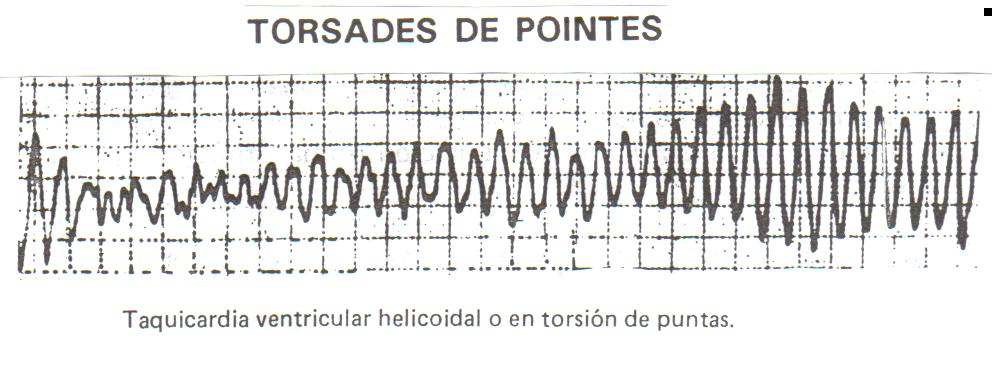 TORSADES DE POINTES
Taquicardia ventricular helicoidal o en torsión de puntas.